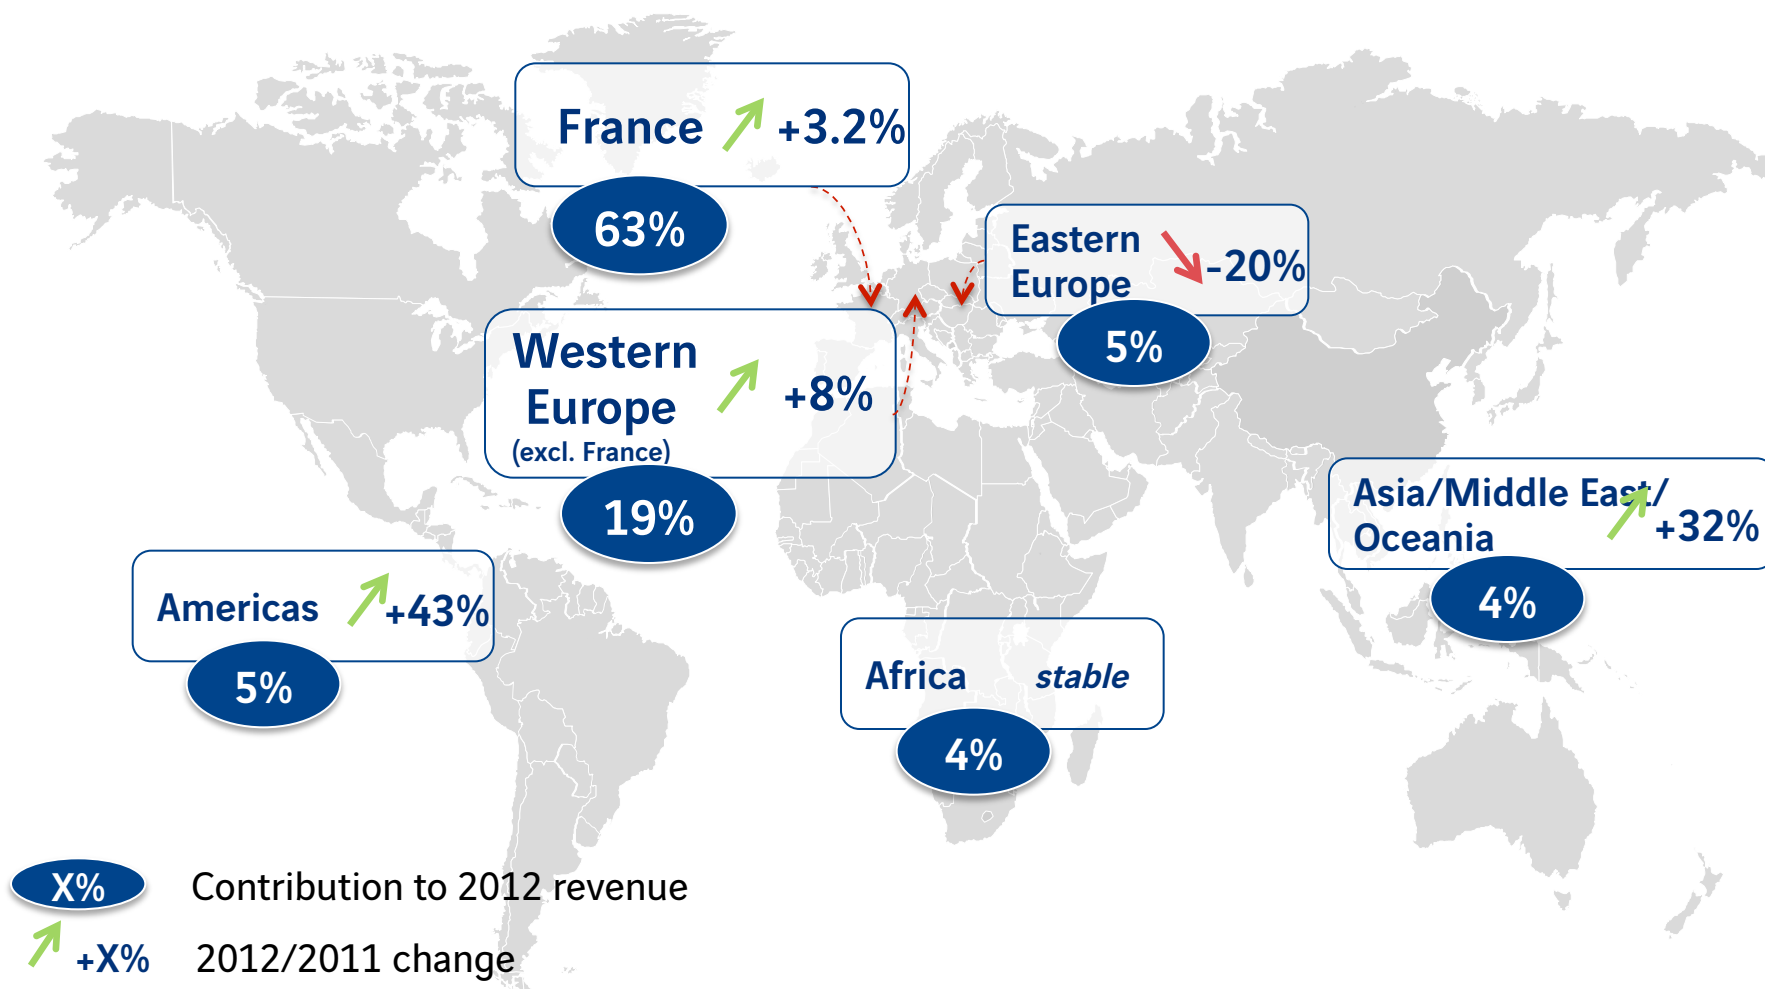 France +3.2%
63%
Eastern
Europe
-20%
5%
Western
Europe
(excl. France)
+8%
19%
Asia/Middle East/
Oceania
+32%
4%
Americas +43%
5%
Africa stable
4%
X% Contribution to 2012 revenue
+X% 2012/2011 change